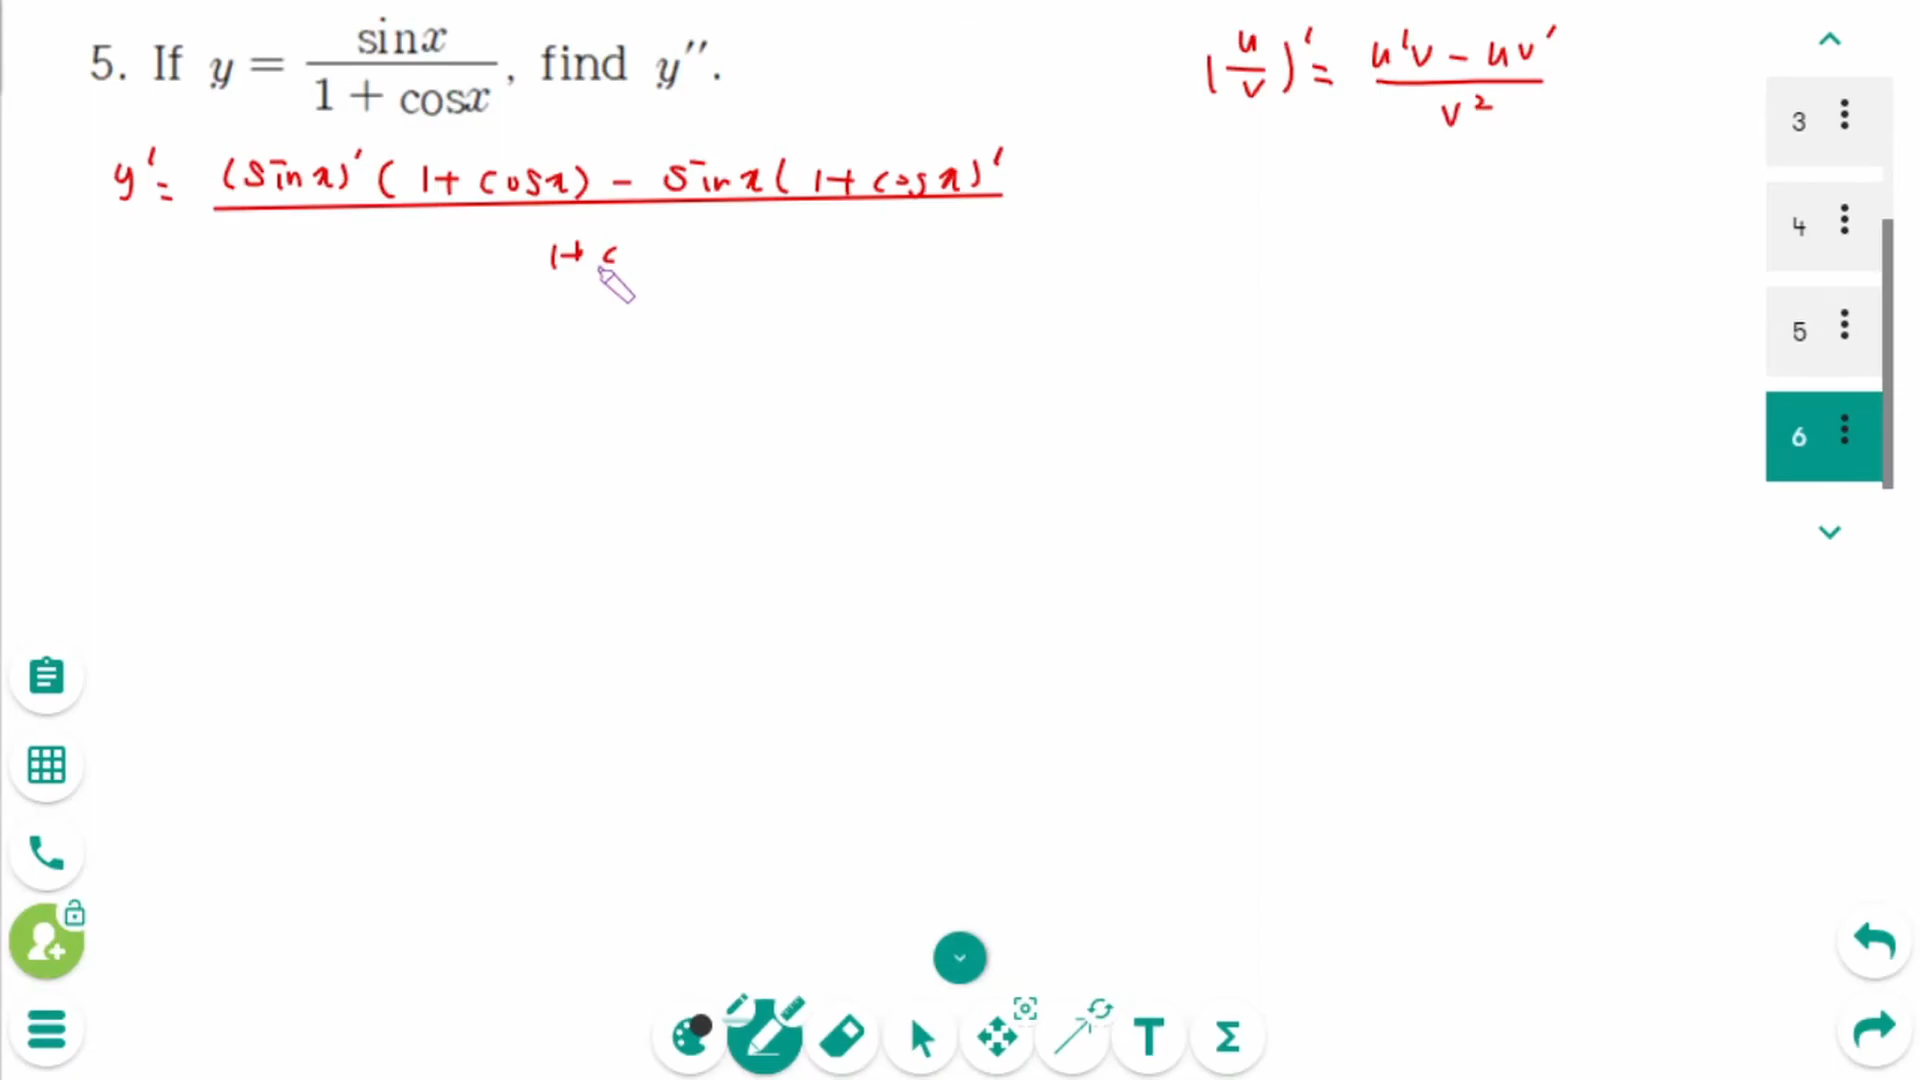 5. If y = sinx / 1 + cosx , find y′′.
(u/v)′ = u′v - uv′ / v²
y′ = (sinx)′ (1 + cosx) - sinx(1 + cosx)′
1+ c
3
4
5
6
T
Σ